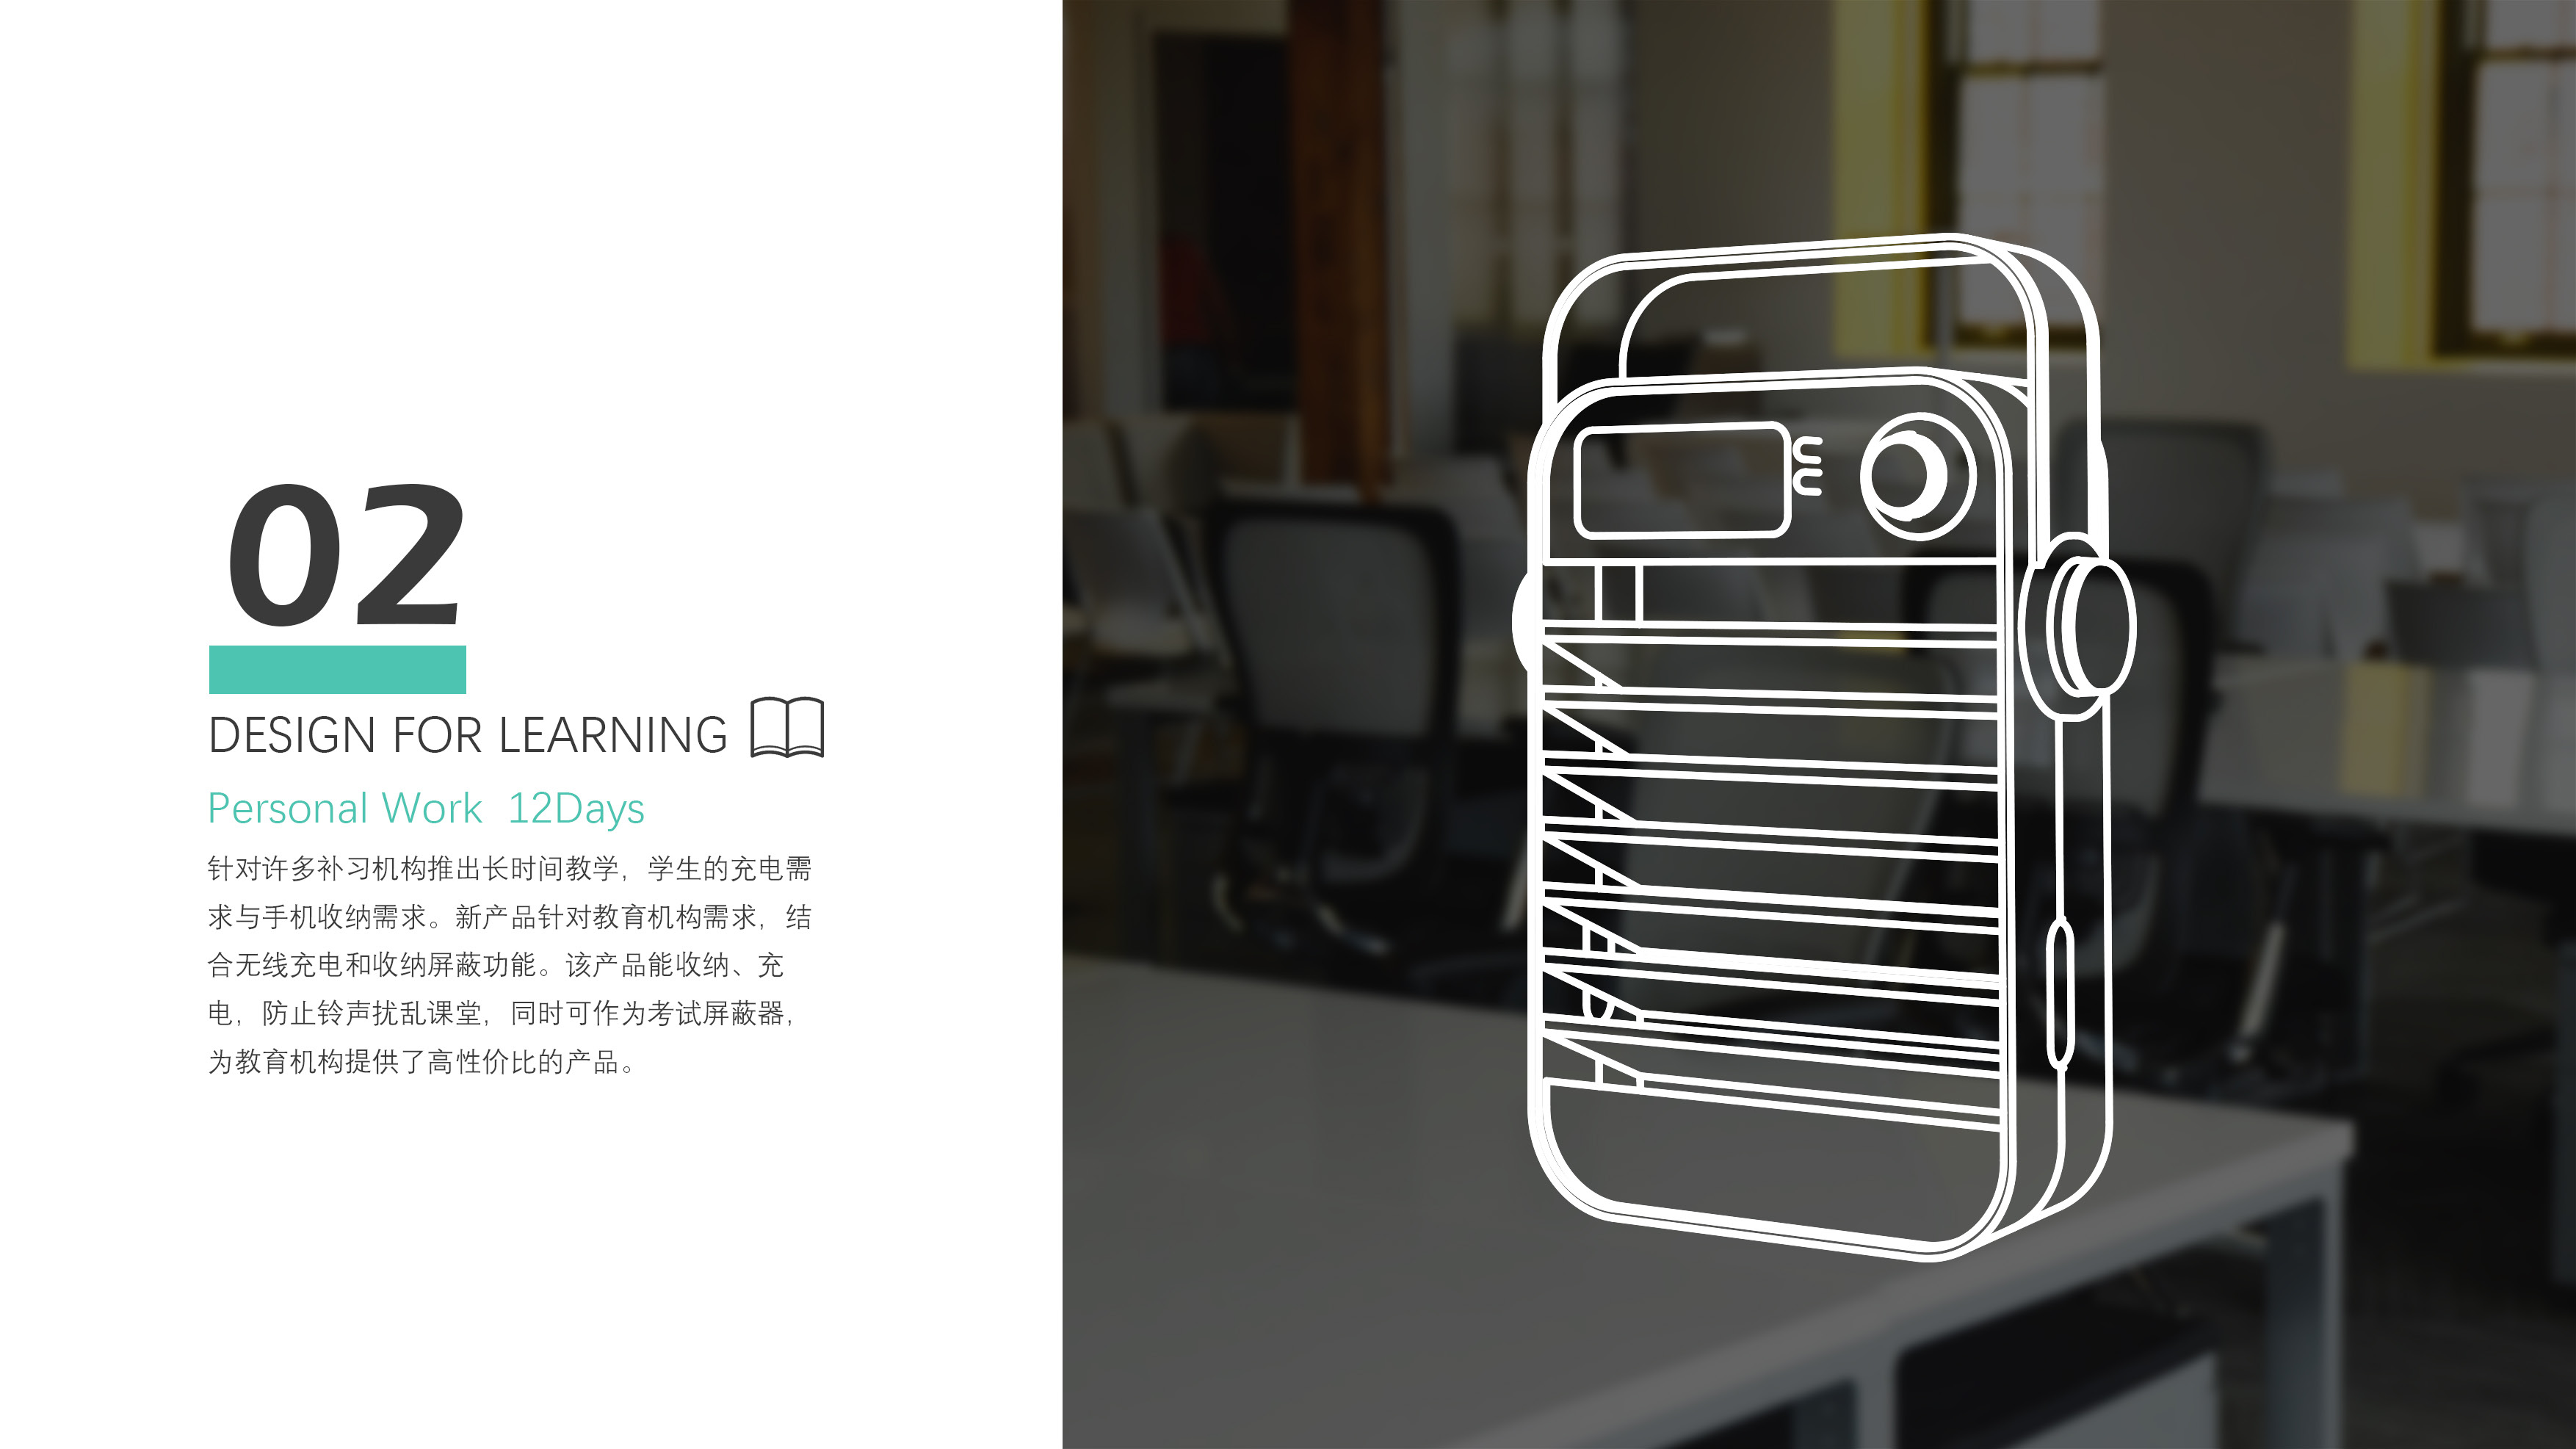 02
DESIGN FOR LEARNING
Personal Work 12Days
针对许多补习机构推出长时间教学，学生的充电需
求与手机收纳需求。新产品针对教育机构需求，结
合无线充电和收纳屏蔽功能。该产品能收纳、充
电，防止铃声扰乱课堂，同时可作为考试屏蔽器，
为教育机构提供了高性价比的产品。